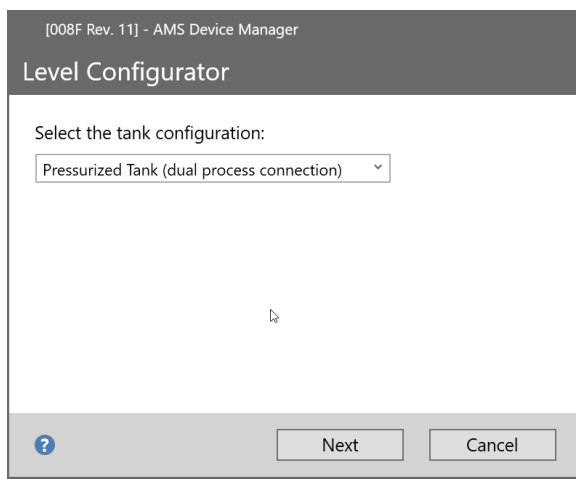 [008F Rev. 11] - AMS Device Manager
Level Configurator
Select the tank configuration:
Pressurized Tank (dual process connection)
?
Next
Cancel